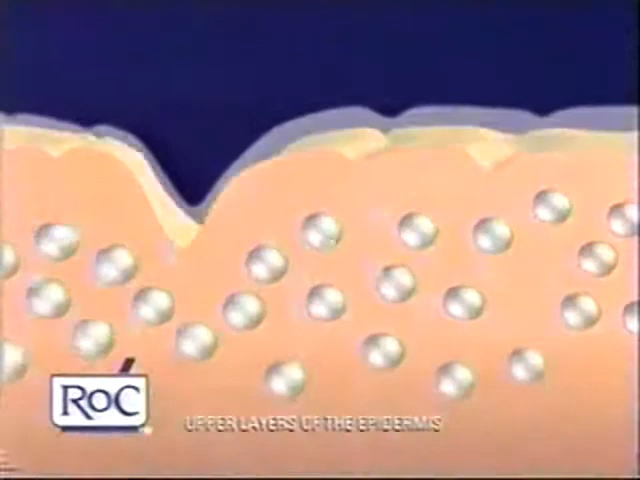 RoC
UPPER LAYERS OF THE EPIDERMIS